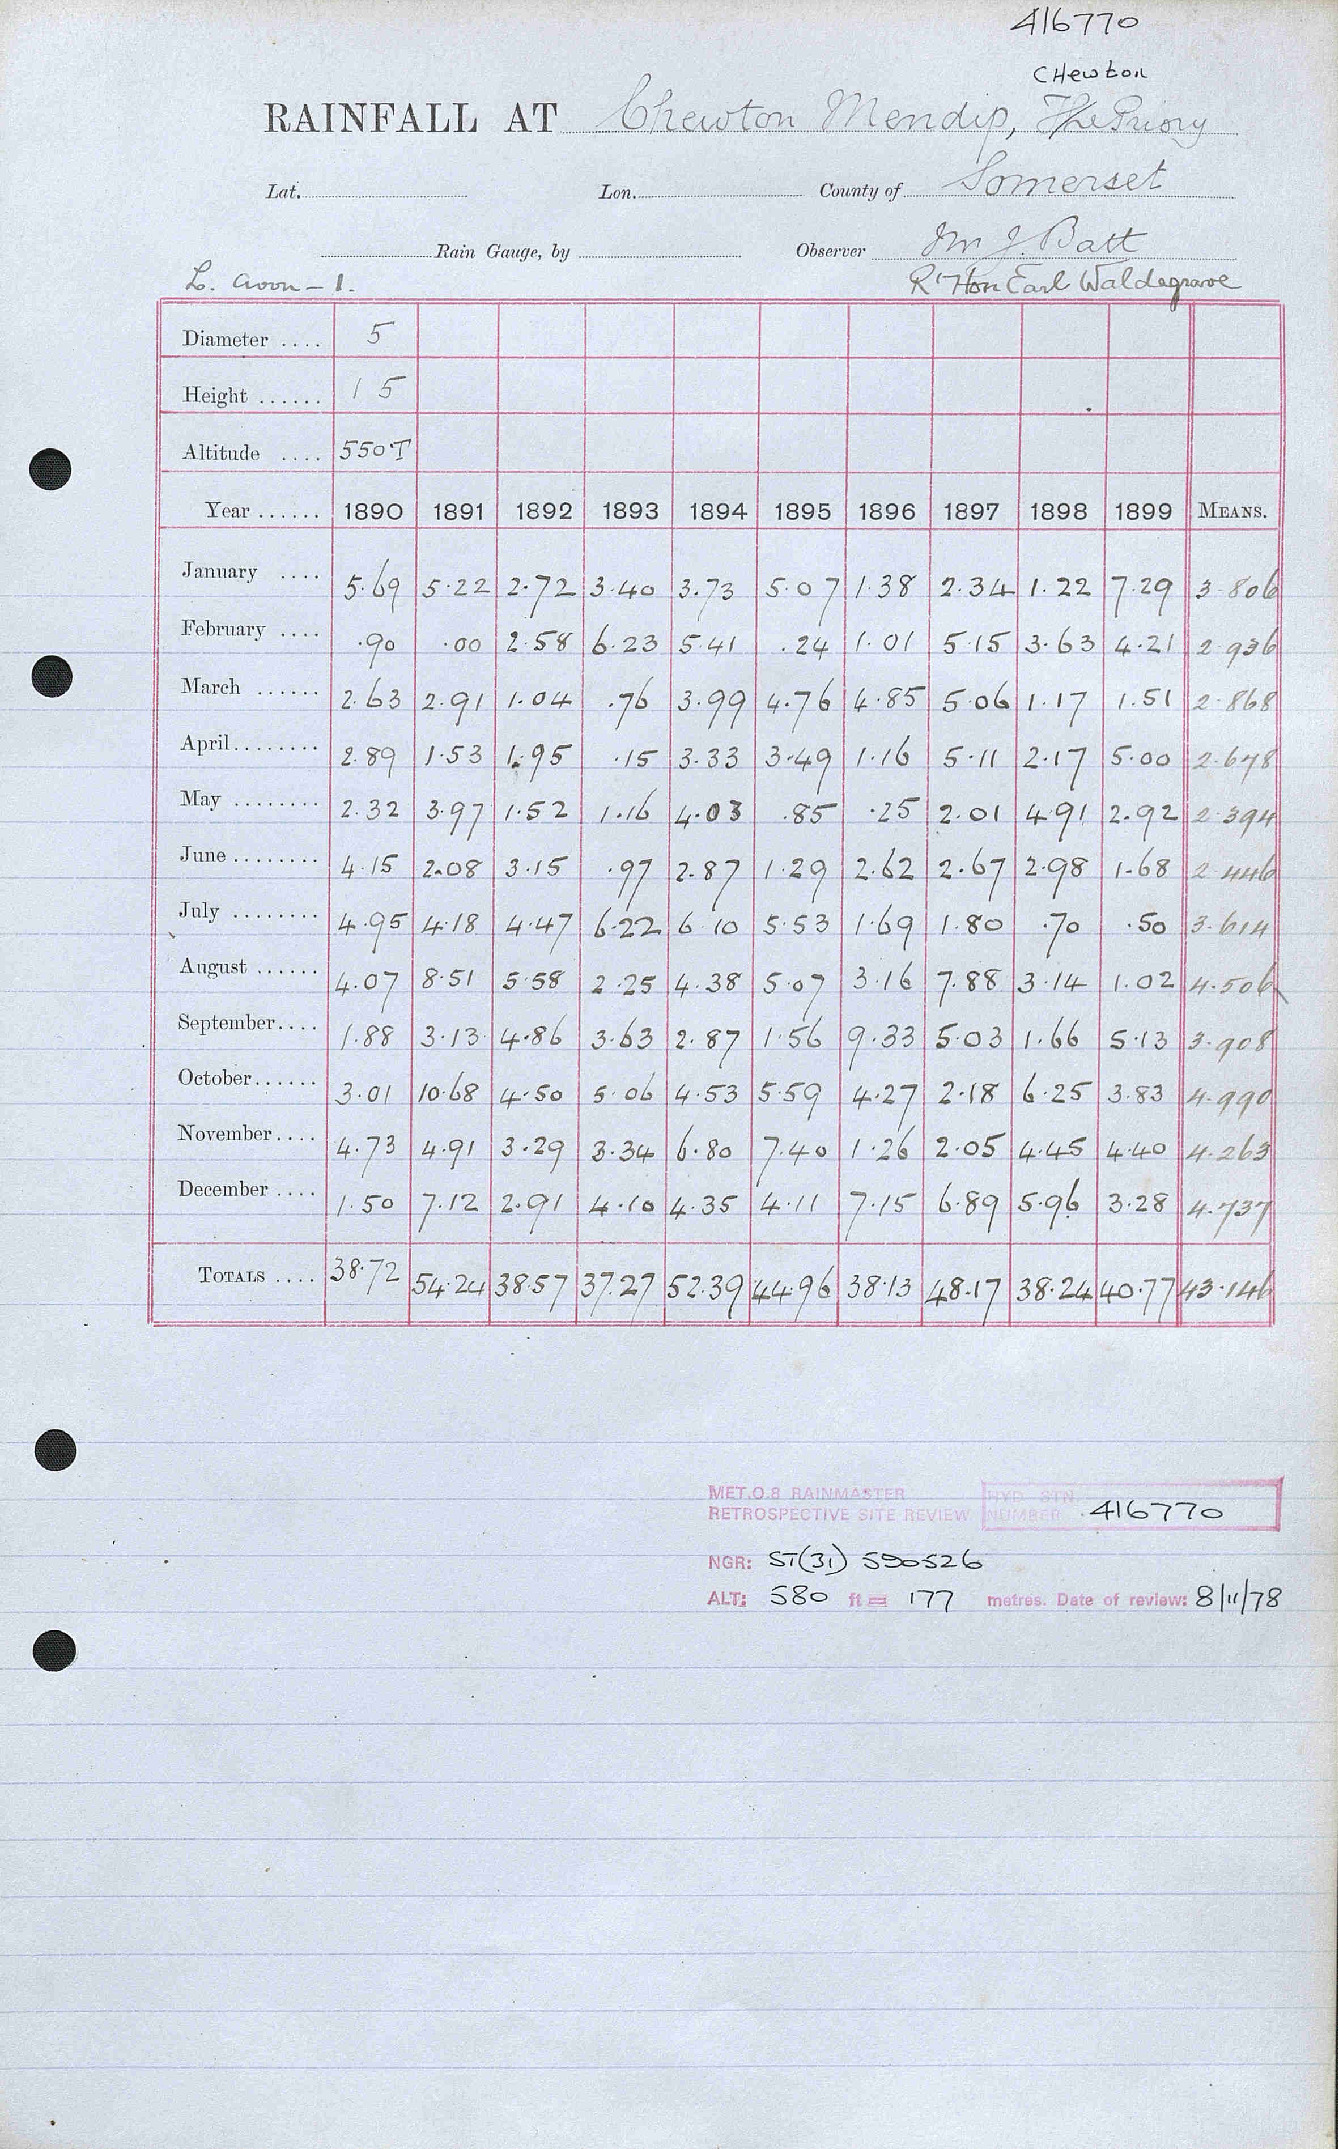 416770
CHewton
RAINFALL AT Chewton Mendip, The Priory
Lat. Lon. County of Somerset
Rain Gauge, by Observer J. Batt
L. Avon - 1. Rt Hon Earl Waldegrave
Diameter .... 5
Height ...... 1 5
Altitude .... 550 T
Year ...... 1890 1891 1892 1893 1894 1895 1896 1897 1898 1899 MEANS.
January .... 5.69 5.22 2.72 3.40 3.73 5.07 1.38 2.34 1.22 7.29 3.806
February .... .90 .00 2.58 6.23 5.41 .24 1.01 5.15 3.63 4.21 2.936
March ...... 2.63 2.91 1.04 .76 3.99 4.76 4.85 5.06 1.17 1.51 2.868
April........ 2.89 1.53 1.95 .15 3.33 3.49 1.16 5.11 2.17 5.00 2.678
May ........ 2.32 3.97 1.52 1.16 4.03 .85 .25 2.01 4.91 2.92 2.394
June ........ 4.15 2.08 3.15 .97 2.87 1.29 2.62 2.67 2.98 1.68 2.446
July ........ 4.95 4.18 4.47 6.22 6.10 5.53 1.69 1.80 .70 .50 3.614
August ...... 4.07 8.51 5.58 2.25 4.38 5.07 3.16 7.88 3.14 1.02 4.506
September.... 1.88 3.13 4.86 3.63 2.87 1.56 9.33 5.03 1.66 5.13 3.908
October...... 3.01 10.68 4.50 5.06 4.53 5.59 4.27 2.18 6.25 3.83 4.990
November.... 4.73 4.91 3.29 3.34 6.80 7.40 1.26 2.05 4.45 4.40 4.263
December .... 1.50 7.12 2.91 4.10 4.35 4.11 7.15 6.89 5.96 3.28 4.737
TOTALS .... 38.72 54.24 38.57 37.27 52.39 44.96 38.13 48.17 38.24 40.77 43.146
MET.O.8 RAINMASTER HYD. STN.
RETROSPECTIVE SITE REVIEW NUMBER 416770
NGR: ST(31) 590526
ALT: 580 ft = 177 metres. Date of review: 8/11/78